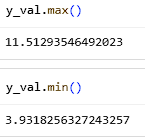 y_val.max()
11.51293546492023
y_val.min()
3.9318256327243257